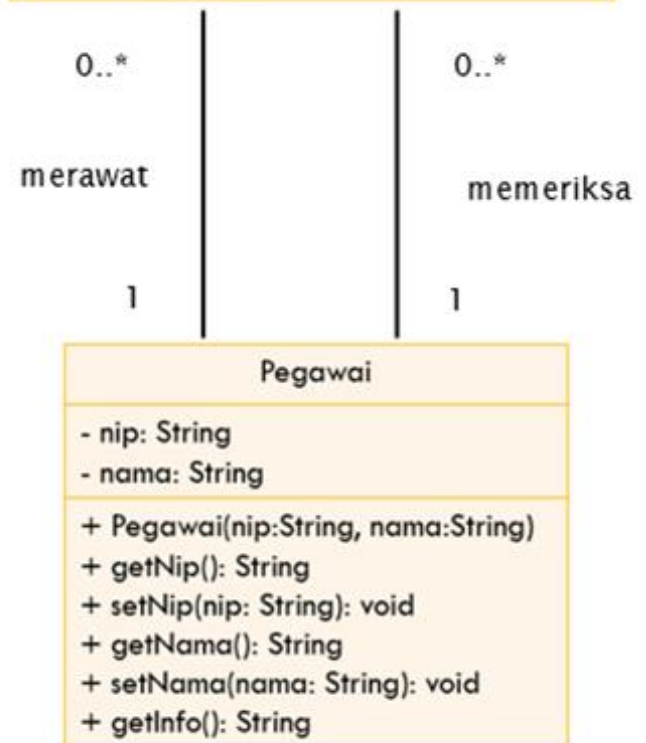 0..*
0..*
merawat
memeriksa
1
1
Pegawai
- nip: String
- nama: String
+ Pegawai(nip:String, nama:String)
+ getNip(): String
+ setNip(nip: String): void
+ getNama(): String
+ setNama(nama: String): void
+ getInfo(): String